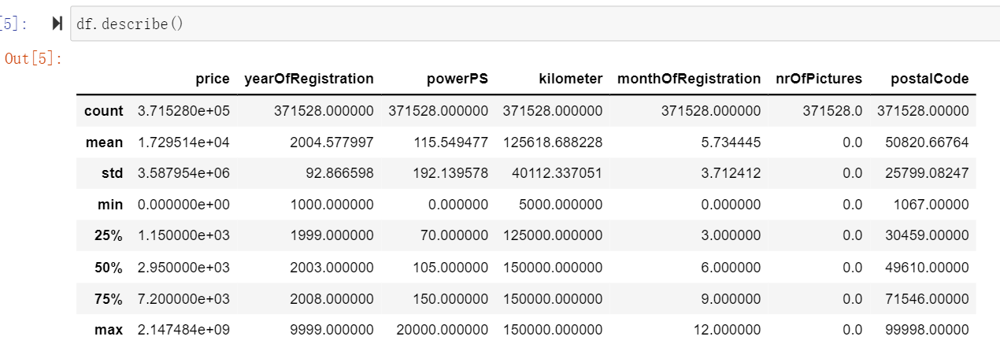 [5]: df.describe()
Out[5]:
price yearOfRegistration powerPS kilometer monthOfRegistration nrOfPictures postalCode
count 3.715280e+05 371528.000000 371528.000000 371528.000000 371528.000000 371528.0 371528.00000
mean 1.729514e+04 2004.577997 115.549477 125618.688228 5.734445 0.0 50820.66764
std 3.587954e+06 92.866598 192.139578 40112.337051 3.712412 0.0 25799.08247
min 0.000000e+00 1000.000000 0.000000 5000.000000 0.000000 0.0 1067.00000
25% 1.150000e+03 1999.000000 70.000000 125000.000000 3.000000 0.0 30459.00000
50% 2.950000e+03 2003.000000 105.000000 150000.000000 6.000000 0.0 49610.00000
75% 7.200000e+03 2008.000000 150.000000 150000.000000 9.000000 0.0 71546.00000
max 2.147484e+09 9999.000000 20000.000000 150000.000000 12.000000 0.0 99998.00000